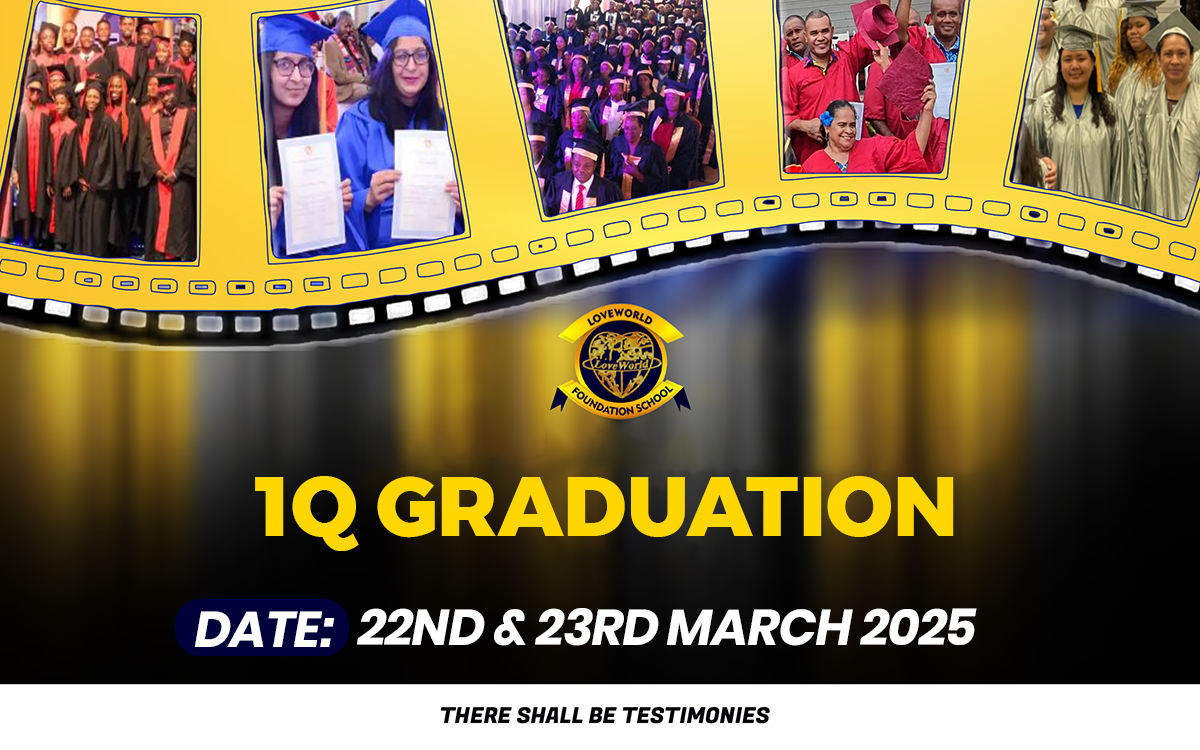 LOVEWORLD
LoveWorld
FOUNDATION SCHOOL
1Q GRADUATION
DATE: 22ND & 23RD MARCH 2025
THERE SHALL BE TESTIMONIES